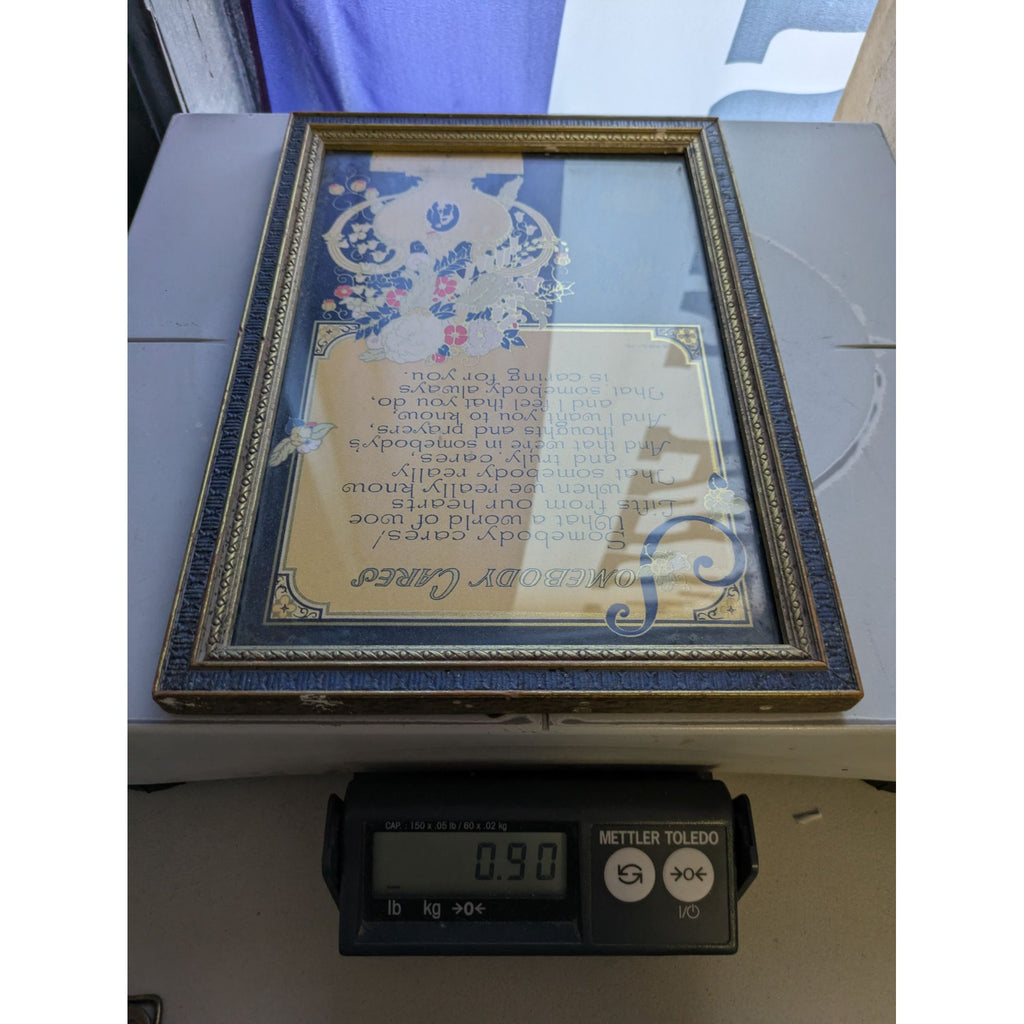 SOMEBODY CARES
Somebody cares!
What a world of woe
Lifts from our hearts
when we really know
That somebody really
and truly cares,
And that we're in somebody's
thoughts and prayers,
And I want you to know,
and I feel that you do,
That somebody always
is caring for you.
CAP. : 150 x .05 lb / 60 x .02 kg
0.90
lb kg →0←
METTLER TOLEDO
→0←
I/⏻